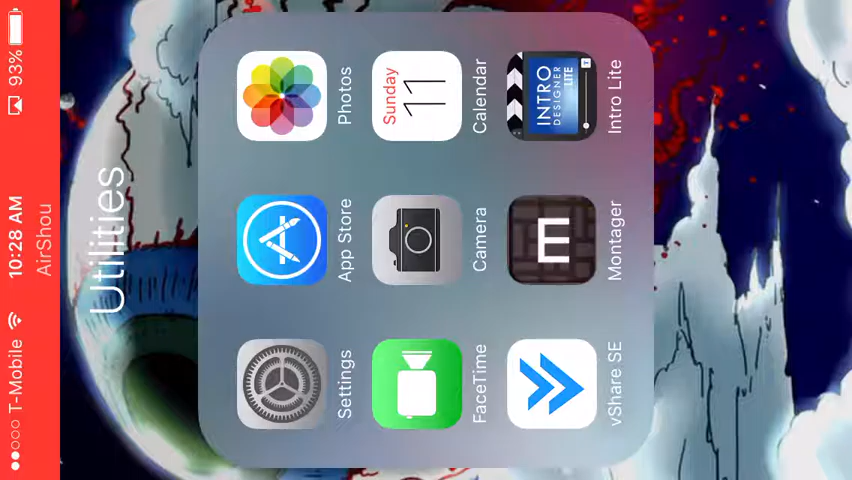 T-Mobile 10:28 AM 93%
AirShou
Utilities
Settings App Store Photos
Sunday
11
FaceTime Camera Calendar
m
INTRO
DESIGNER
LITE
T
vShare SE Montager Intro Lite